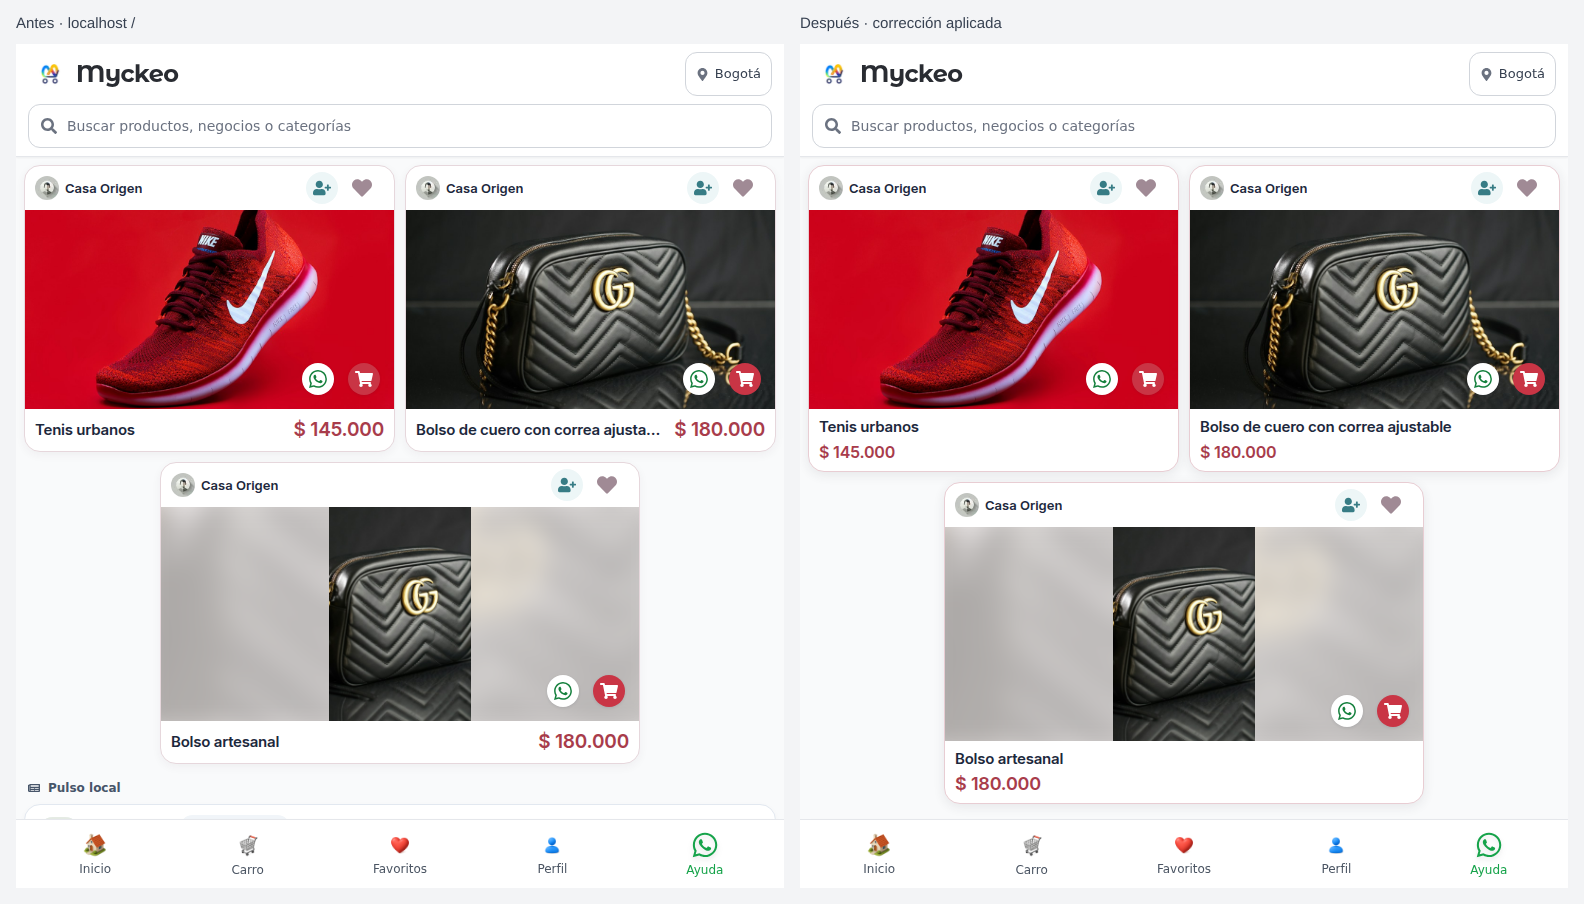 Antes · localhost /
Myckeo
Bogotá
Buscar productos, negocios o categorías
Casa Origen
Casa Origen
NIKE
Tenis urbanos
$ 145.000
Bolso de cuero con correa ajusta...
$ 180.000
Casa Origen
Bolso artesanal
$ 180.000
Pulso local
Inicio
Carro
Favoritos
Perfil
Ayuda
Después · corrección aplicada
Myckeo
Bogotá
Buscar productos, negocios o categorías
Casa Origen
Casa Origen
NIKE
Tenis urbanos
$ 145.000
Bolso de cuero con correa ajustable
$ 180.000
Casa Origen
Bolso artesanal
$ 180.000
Inicio
Carro
Favoritos
Perfil
Ayuda